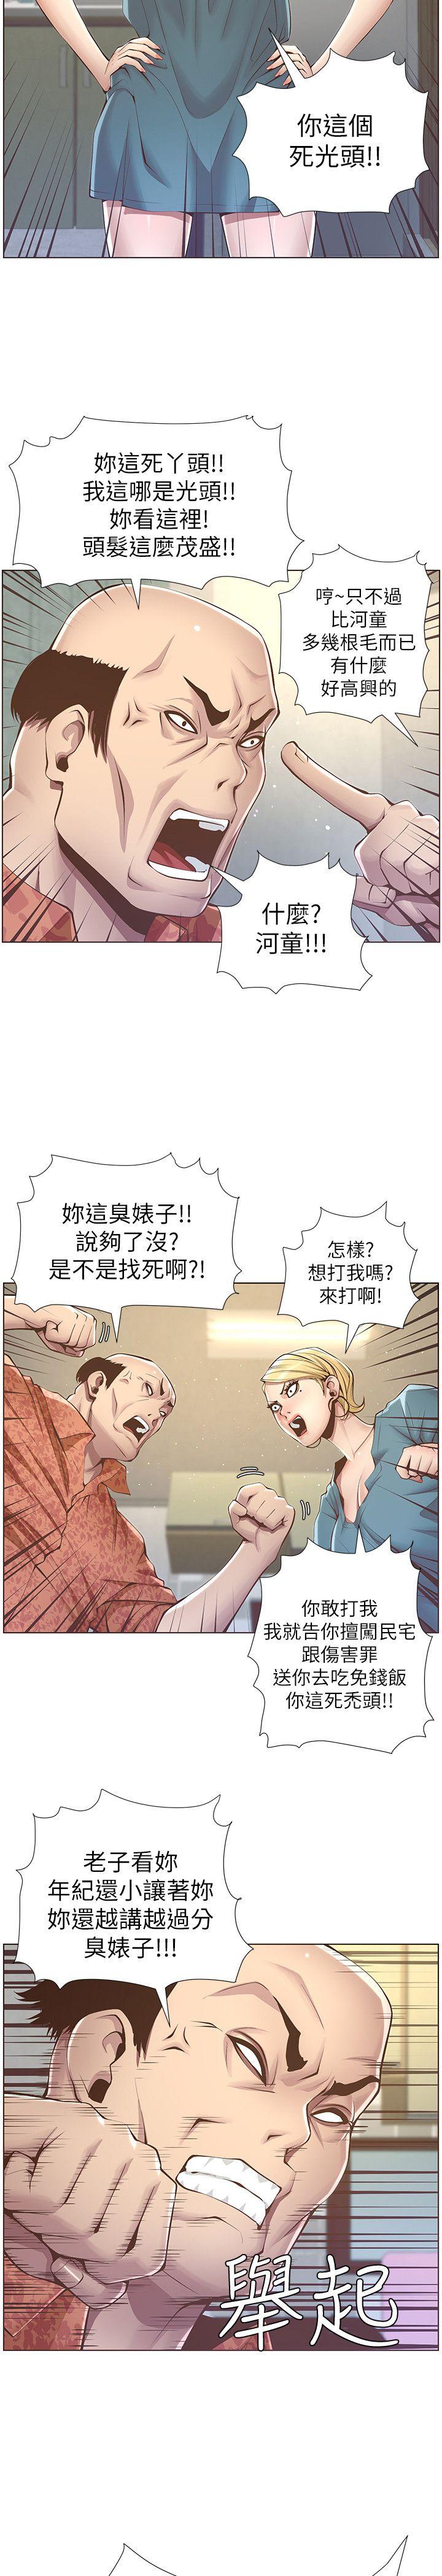 你這個
死光頭!!
妳這死丫頭!!
我這哪是光頭!!
妳看這裡!
頭髮這麼茂盛!!
哼~只不過
比河童
多幾根毛而已
有什麼
好高興的
什麼?
河童!!!
妳這臭婊子!!
說夠了沒?
是不是找死啊?!
怎樣?
想打我嗎?
來打啊!
你敢打我
我就告你擅闖民宅
跟傷害罪
送你去吃免錢飯
你這死禿頭!!
老子看妳
年紀還小讓著妳
妳還越講越過分
臭婊子!!!
舉起